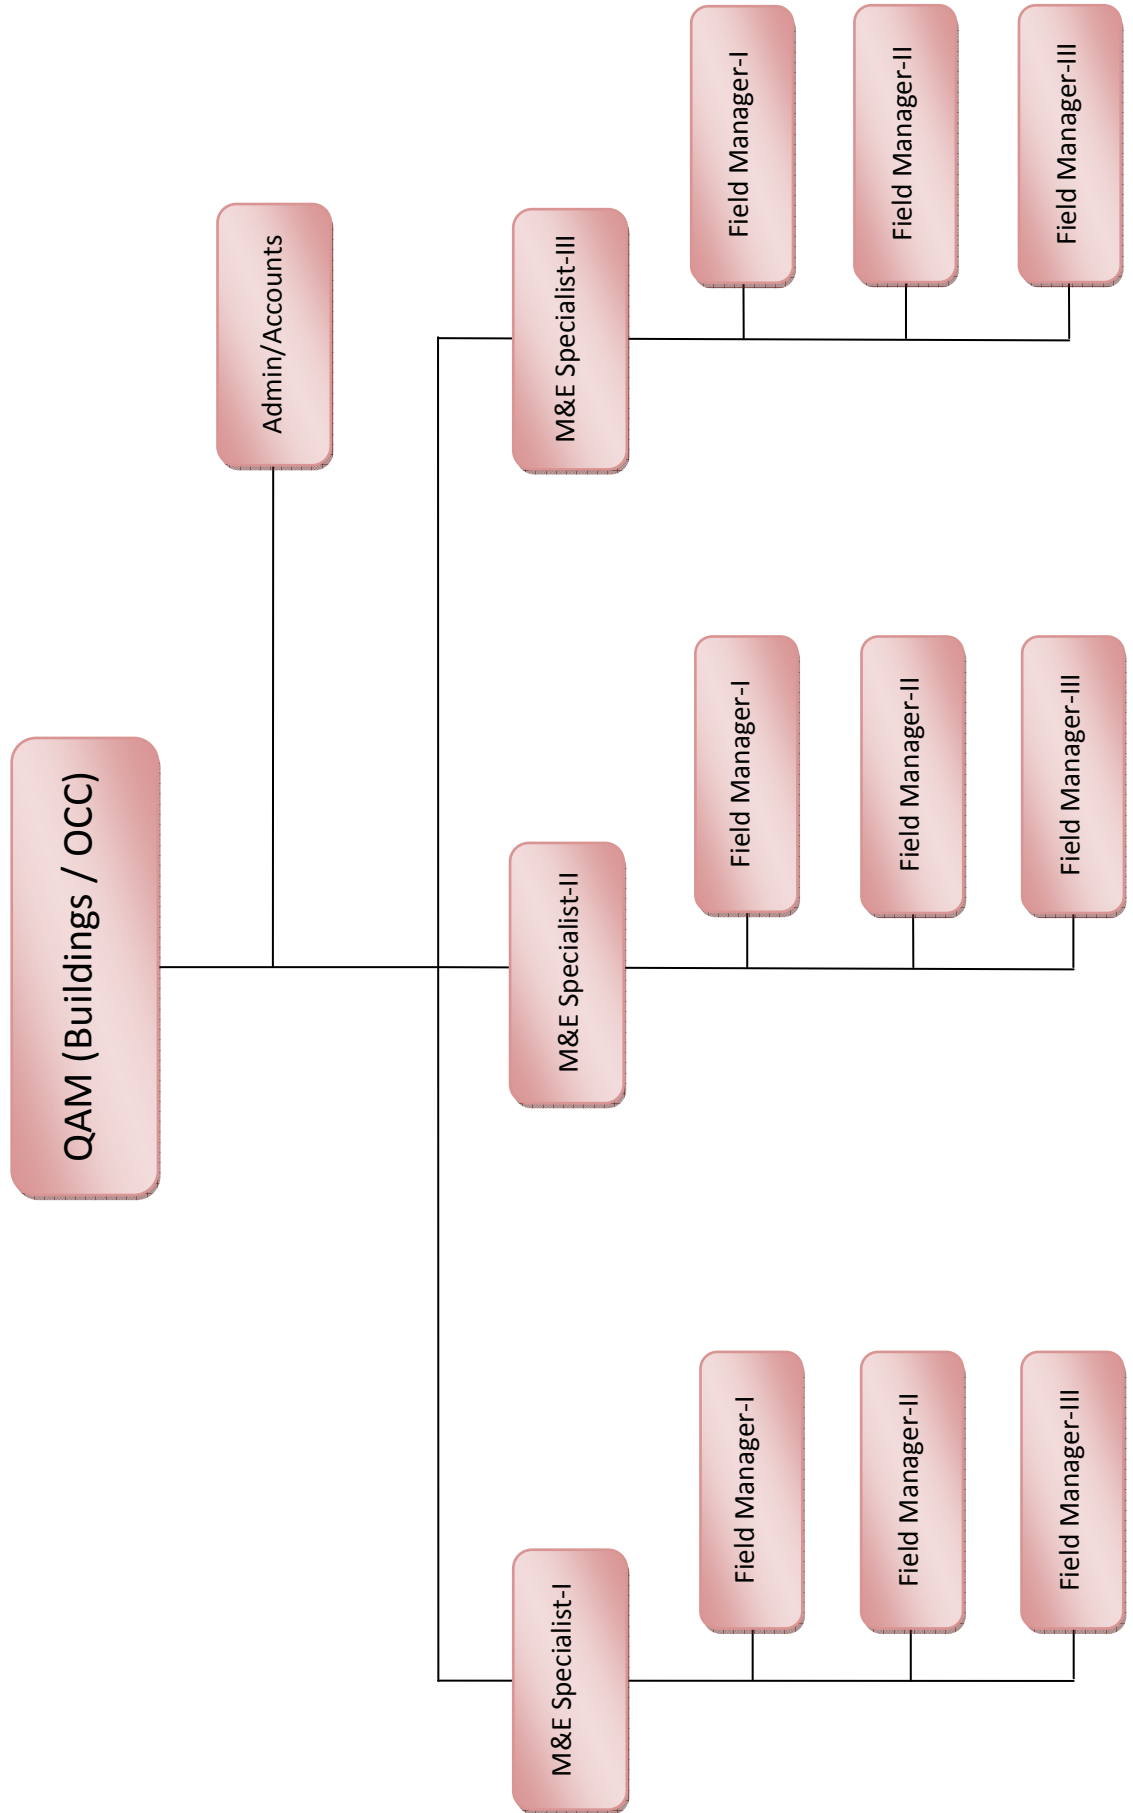 QAM (Buildings / OCC)
Admin/Accounts
M&E Specialist-I
M&E Specialist-II
M&E Specialist-III
Field Manager-I
Field Manager-I
Field Manager-I
Field Manager-II
Field Manager-II
Field Manager-II
Field Manager-III
Field Manager-III
Field Manager-III